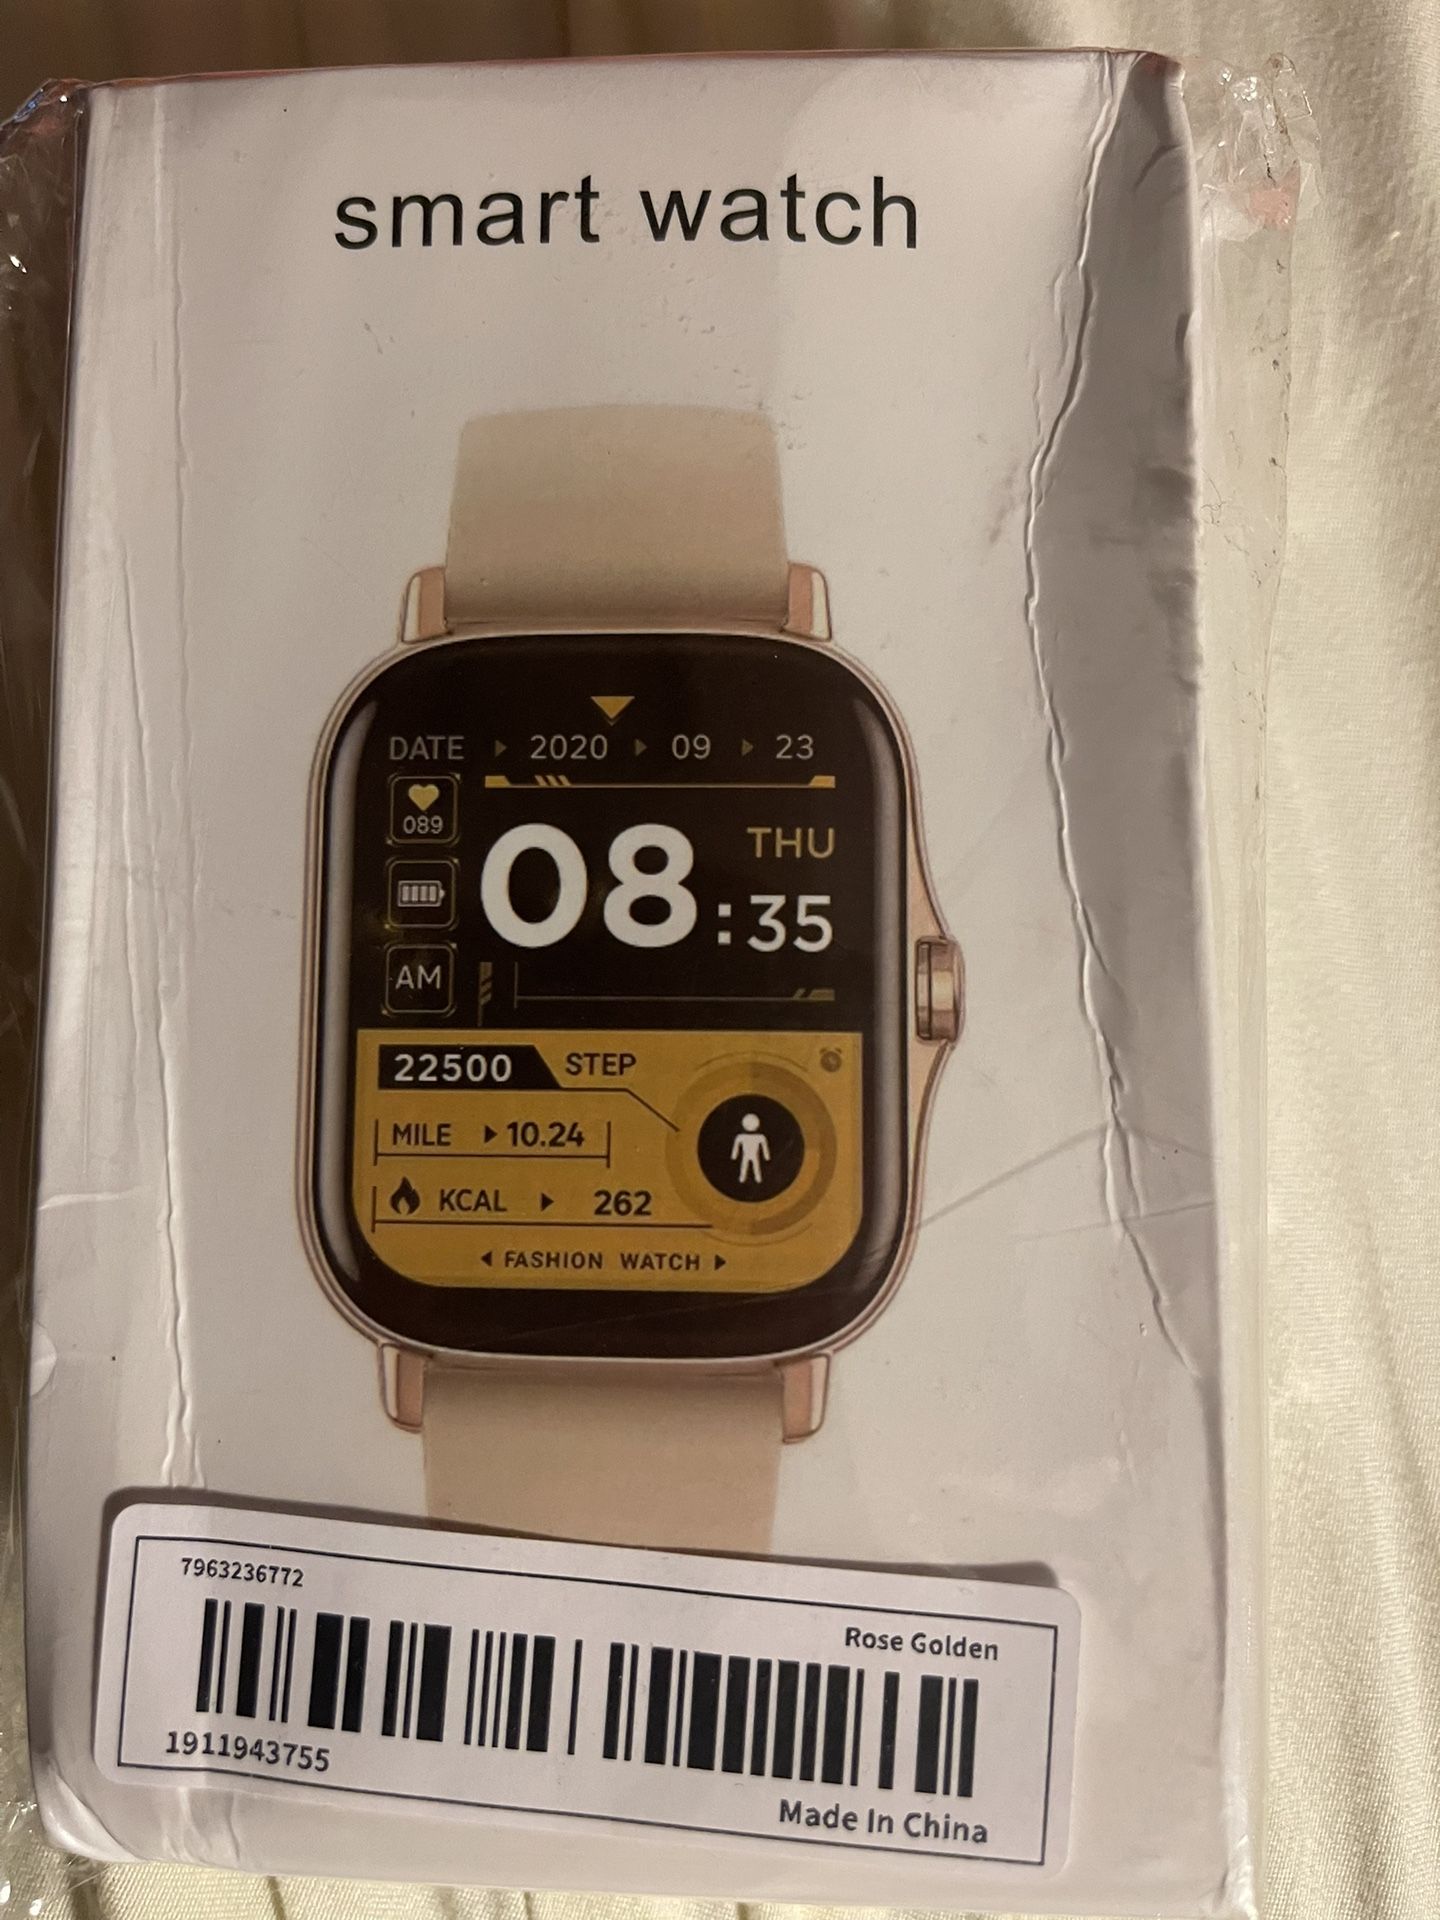 smart watch
DATE 2020 09 23
089
08:35
THU
AM
22500 STEP
MILE 10.24
KCAL 262
FASHION WATCH
7963236772
Rose Golden
1911943755
Made In China